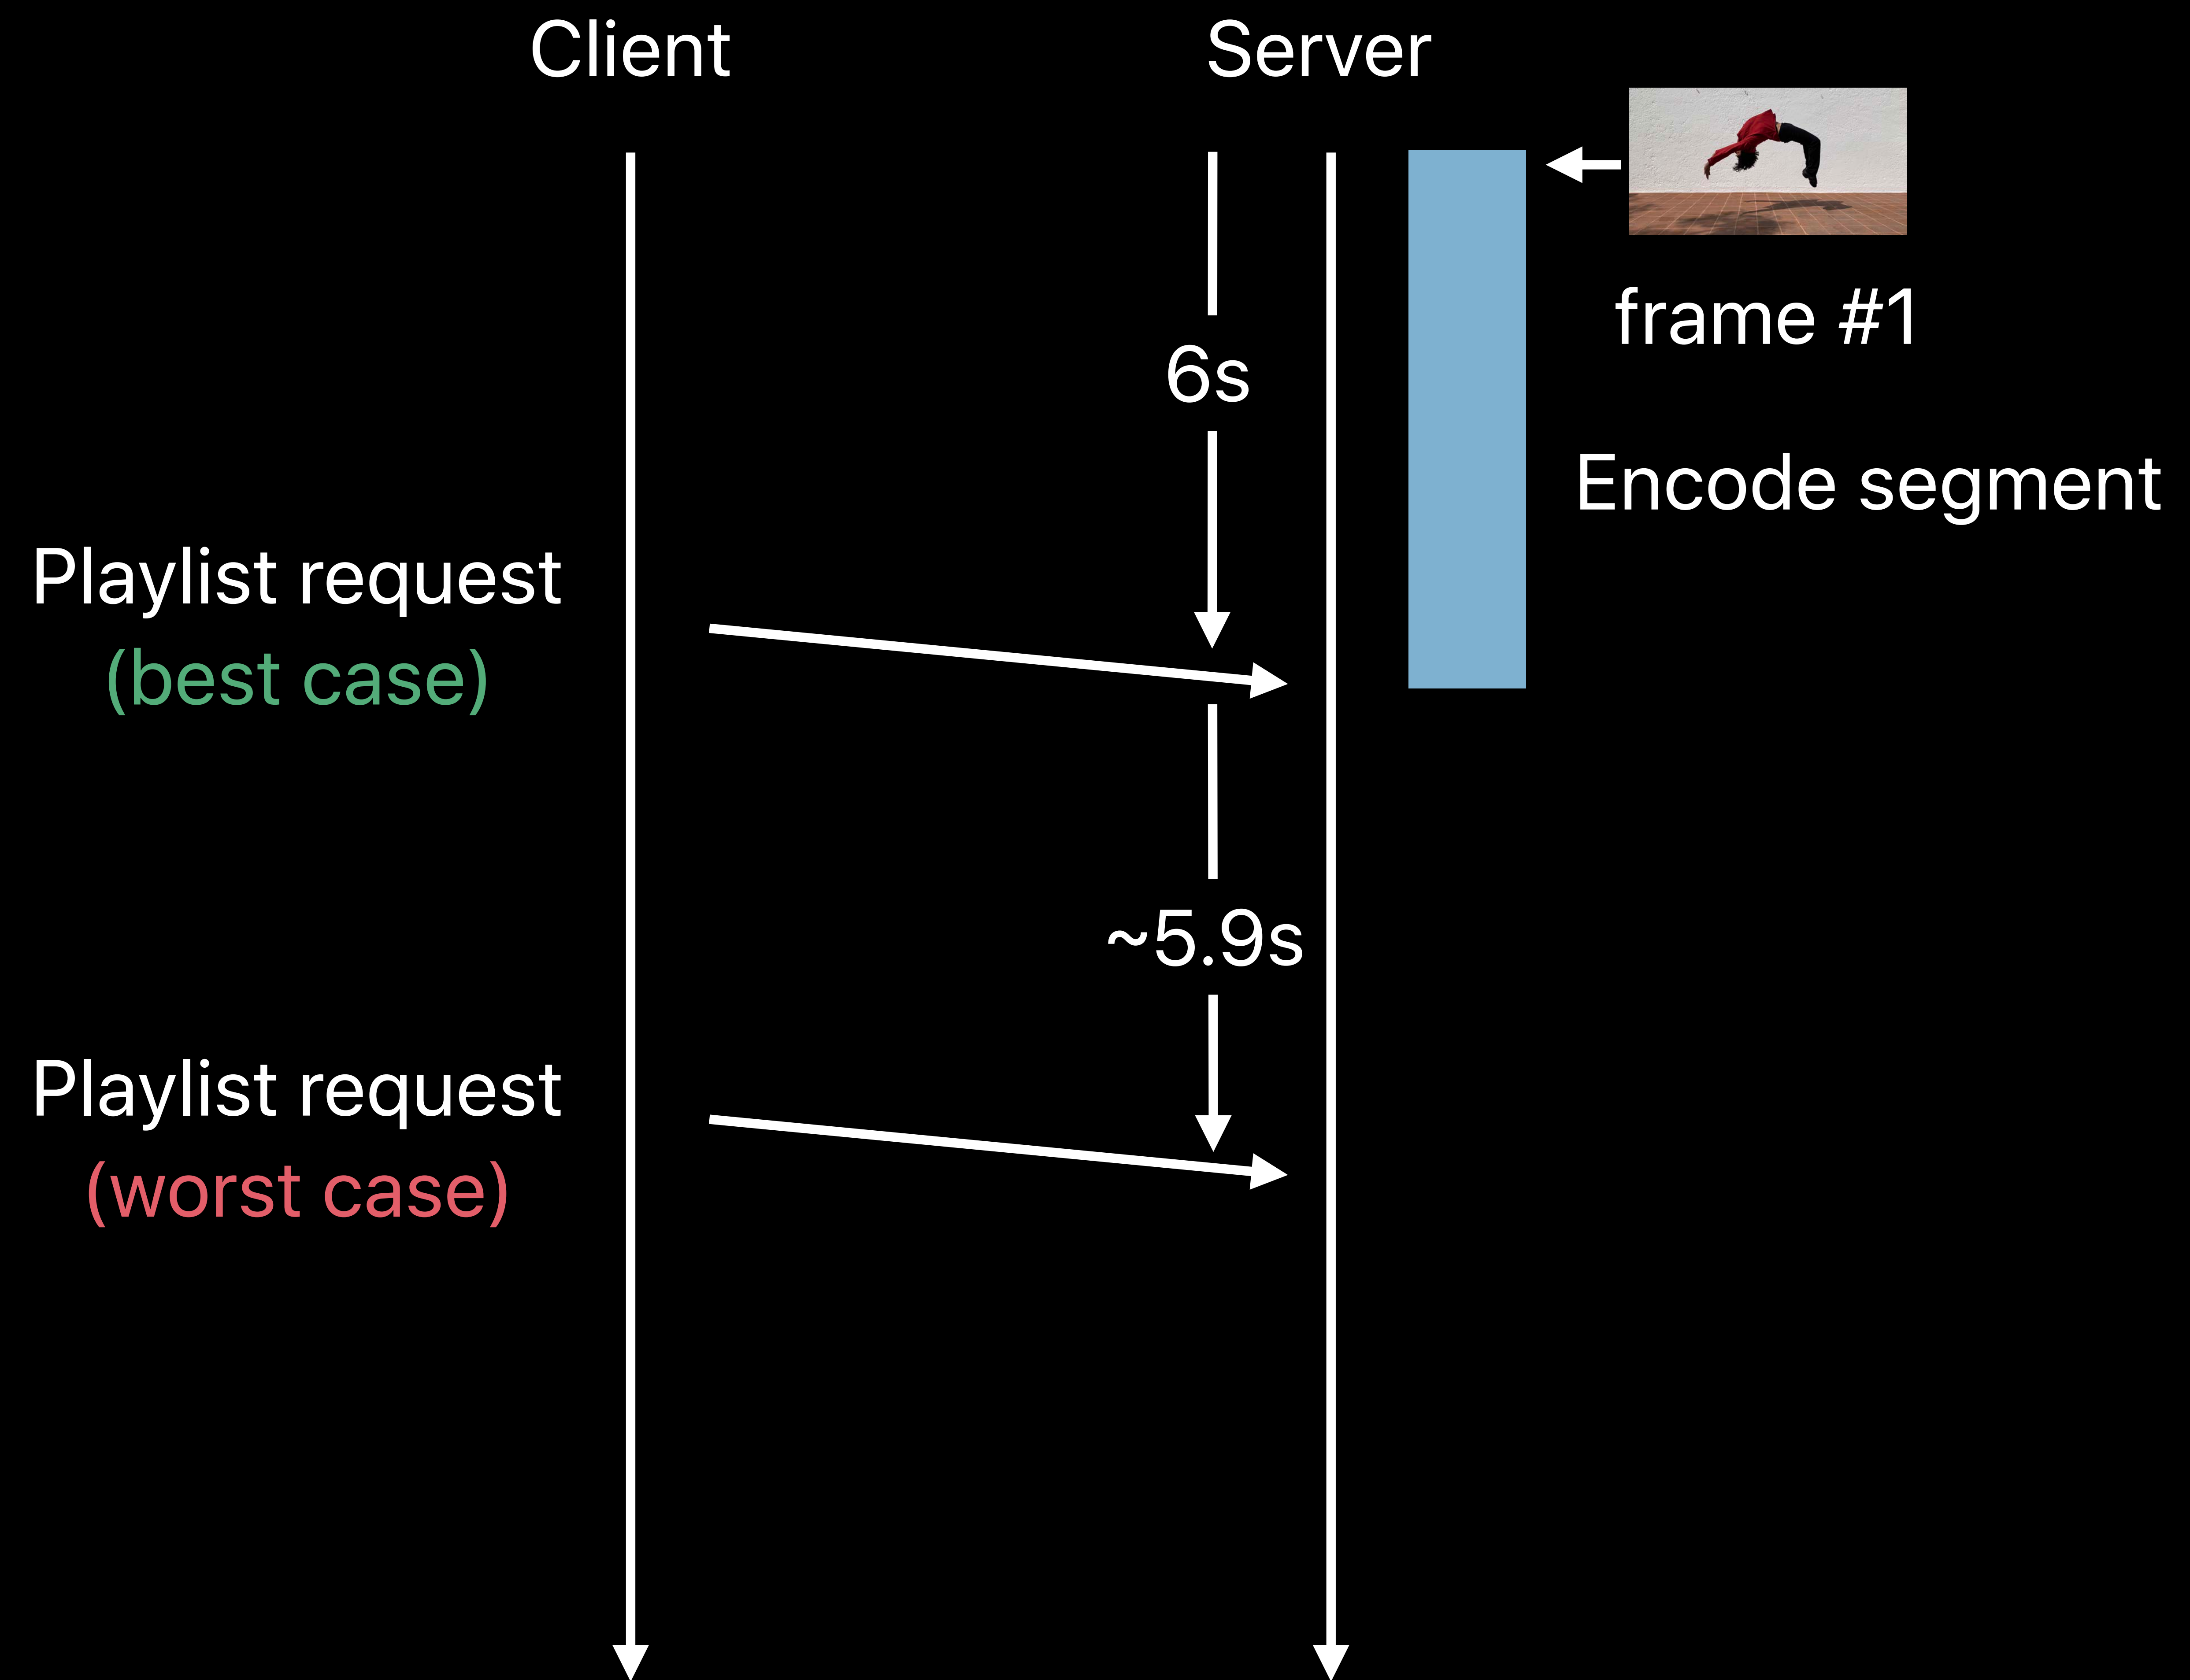 Client
Server
frame #1
6s
Encode segment
Playlist request
(best case)
~5.9s
Playlist request
(worst case)